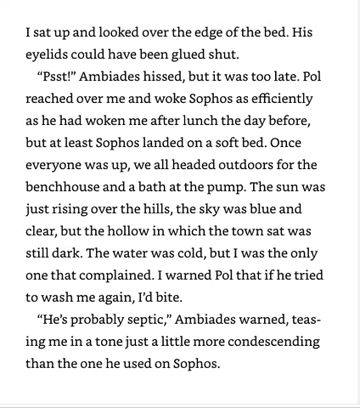 I sat up and looked over the edge of the bed. His
eyelids could have been glued shut.
“Psst!” Ambiades hissed, but it was too late. Pol
reached over me and woke Sophos as efficiently
as he had woken me after lunch the day before,
but at least Sophos landed on a soft bed. Once
everyone was up, we all headed outdoors for the
benchhouse and a bath at the pump. The sun was
just rising over the hills, the sky was blue and
clear, but the hollow in which the town sat was
still dark. The water was cold, but I was the only
one that complained. I warned Pol that if he tried
to wash me again, I’d bite.
“He’s probably septic,” Ambiades warned, teas-
ing me in a tone just a little more condescending
than the one he used on Sophos.